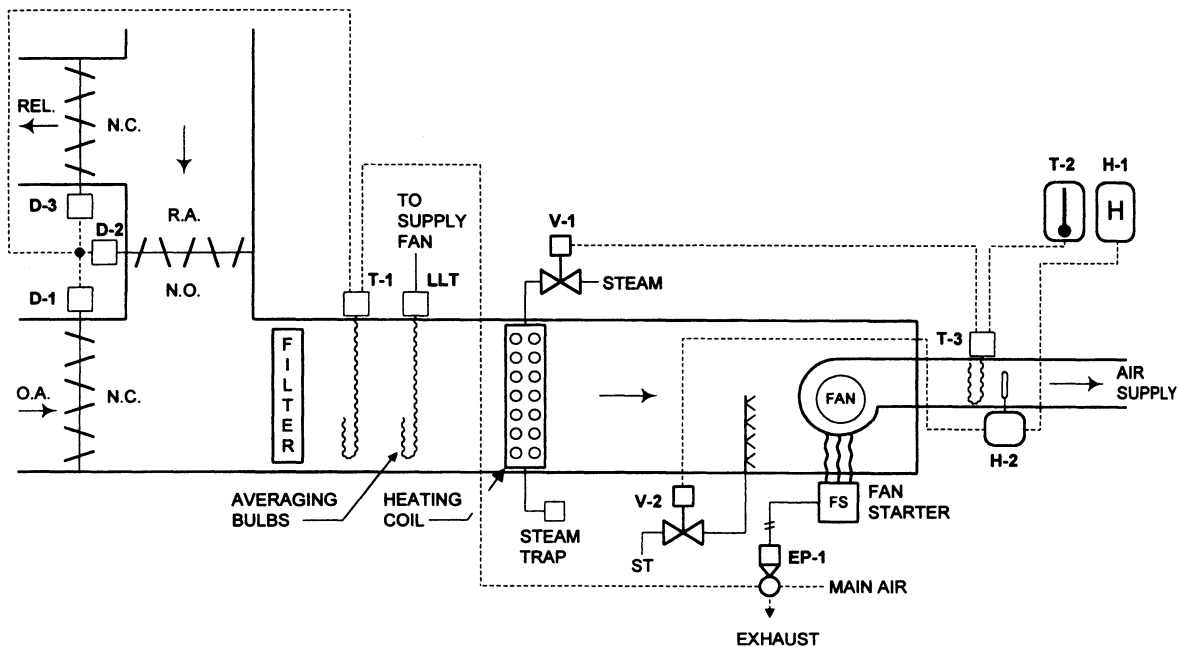 REL.
N.C.
D-3
R.A.
D-2
N.O.
D-1
O.A.
N.C.
FILTER
T-1
TO
SUPPLY
FAN
LLT
V-1
STEAM
T-2
H-1
H
T-3
AIR
SUPPLY
FAN
H-2
AVERAGING
BULBS
HEATING
COIL
STEAM
TRAP
V-2
ST
FS
FAN
STARTER
EP-1
MAIN AIR
EXHAUST